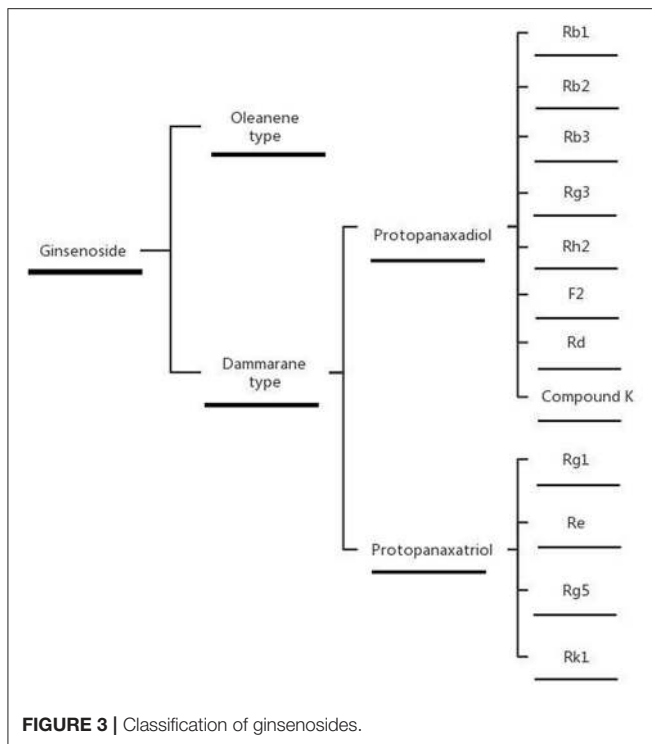 Ginsenoside
Oleanene
type
Dammarane
type
Protopanaxadiol
Protopanaxatriol
Rb1
Rb2
Rb3
Rg3
Rh2
F2
Rd
Compound K
Rg1
Re
Rg5
Rk1
FIGURE 3 | Classification of ginsenosides.